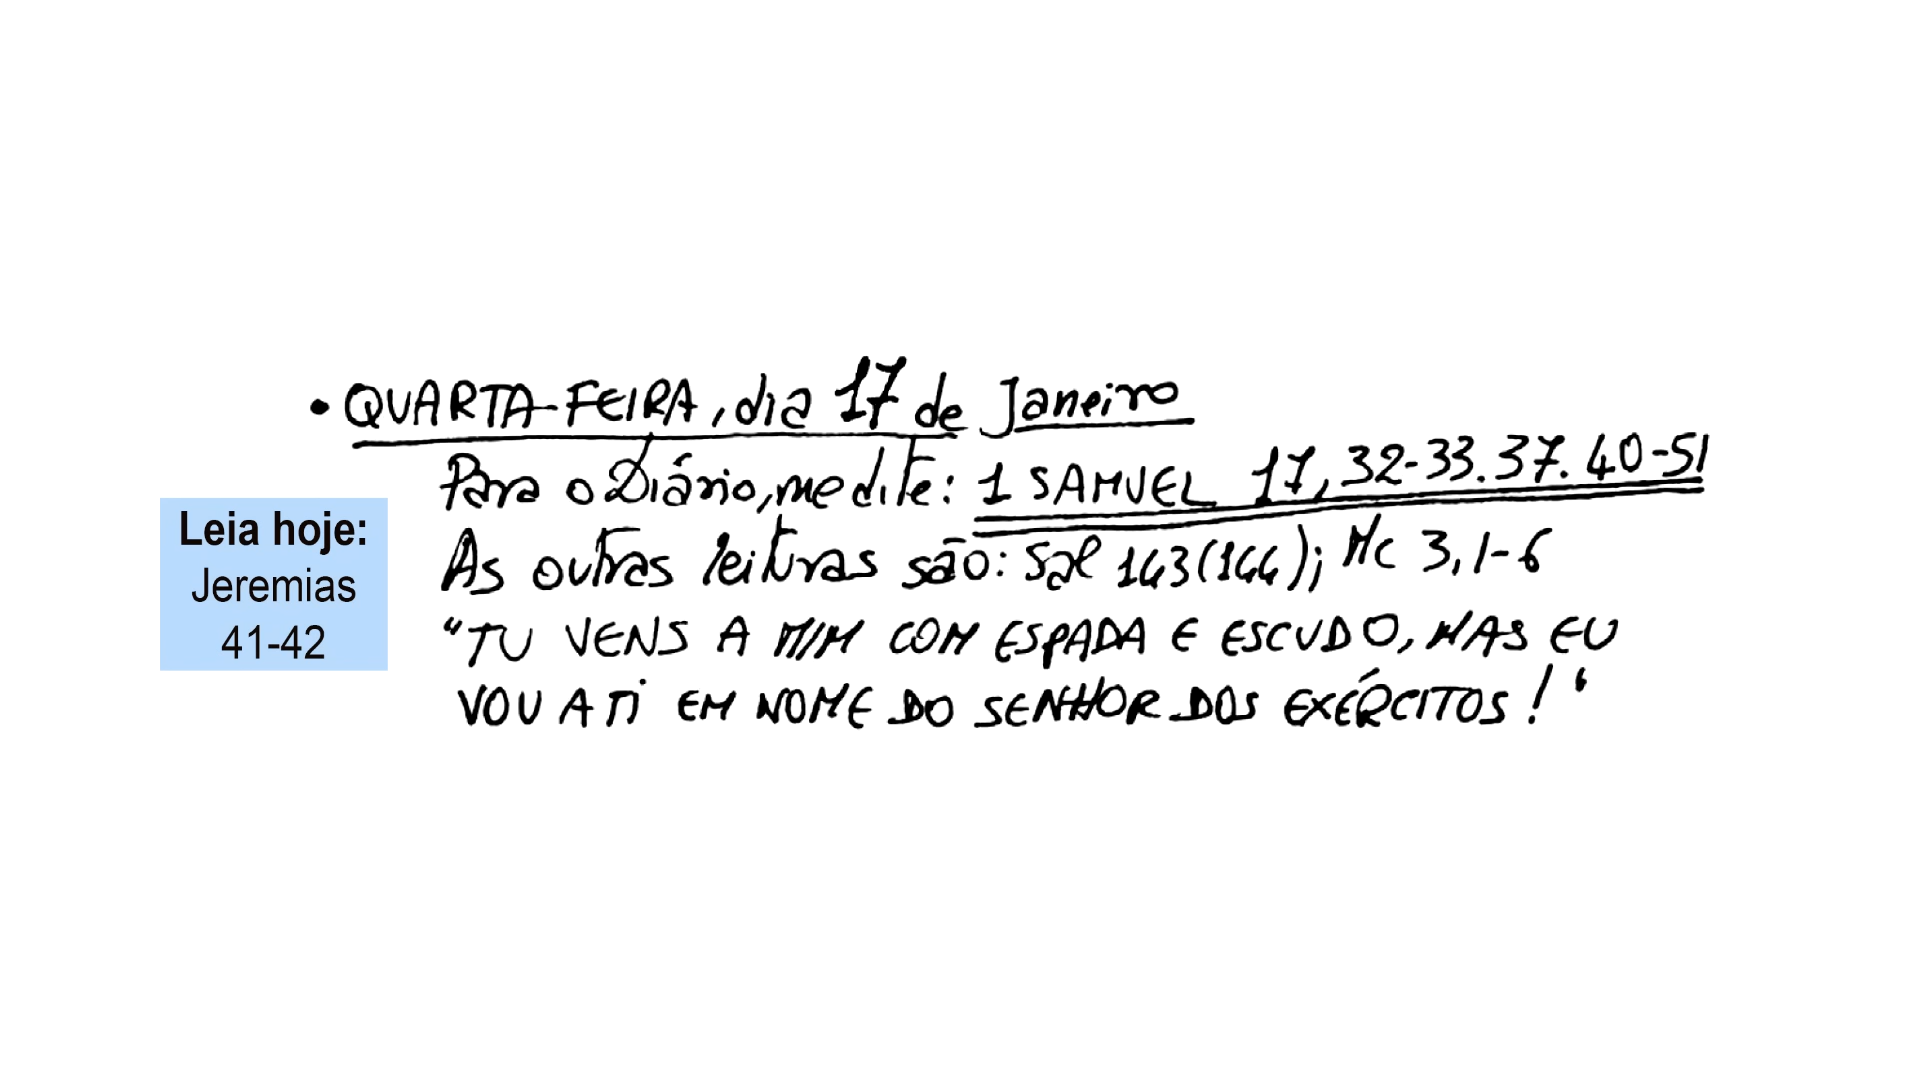 • QUARTA-FEIRA, dia 17 de Janeiro
Para o Diário, medite: 1 SAMUEL 17, 32-33.37.40-51
As outras leituras são: Sal 143(144); Mc 3,1-6
"TU VENS A MIM COM ESPADA E ESCUDO, MAS EU
VOU A TI EM NOME DO SENHOR DOS EXÉRCITOS!"
Leia hoje:
Jeremias
41-42